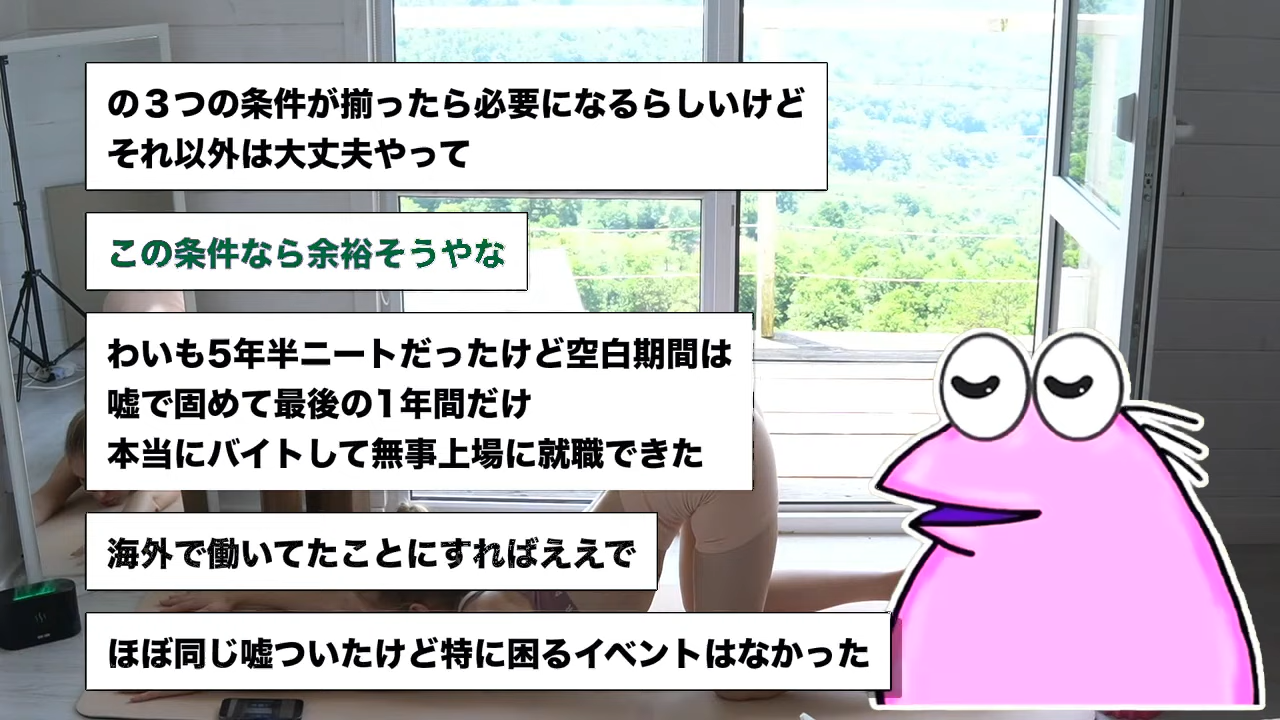 の３つの条件が揃ったら必要になるらしいけど
それ以外は大丈夫やって
この条件なら余裕そうやな
わいも5年半ニートだったけど空白期間は
嘘で固めて最後の1年間だけ
本当にバイトして無事上場に就職できた
海外で働いてたことにすればええで
ほぼ同じ嘘ついたけど特に困るイベントはなかった